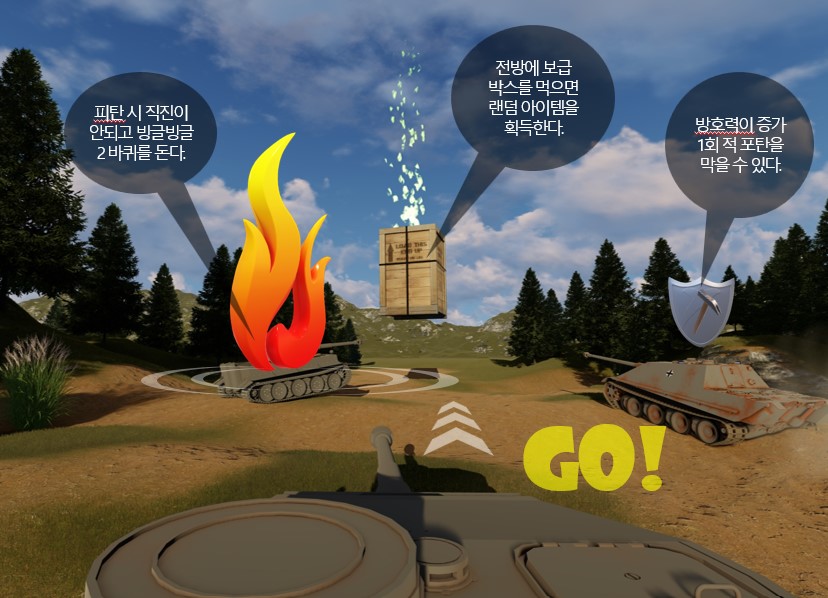 피탄 시 직진이
안되고 빙글빙글
2 바퀴를 돈다.
전방에 보급
박스를 먹으면
랜덤 아이템을
획득한다.
방호력이 증가
1회 적 포탄을
막을 수 있다.
GO!